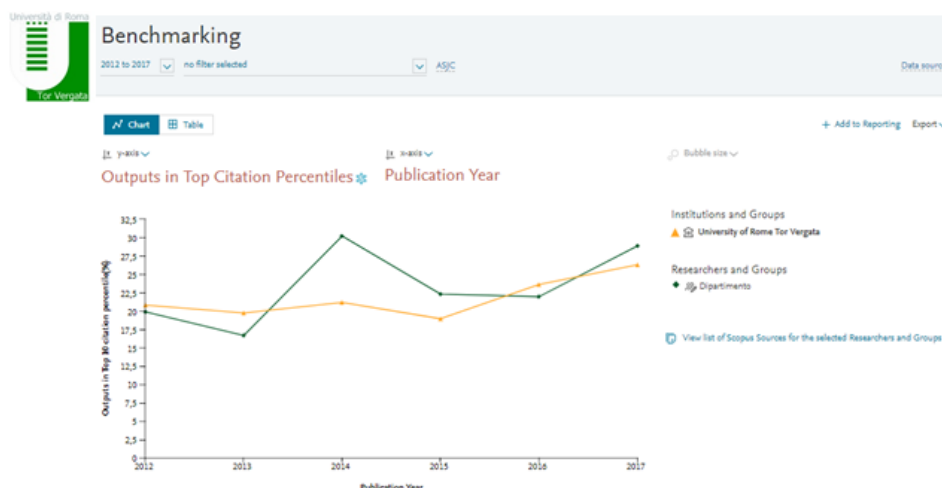 Università di Roma
Tor Vergata
Benchmarking
2012 to 2017 no filter selected ASJC Data sourc
Chart Table + Add to Reporting Export
y-axis x-axis Bubble size
Outputs in Top Citation Percentiles Publication Year
Institutions and Groups
University of Rome Tor Vergata
Researchers and Groups
Dipartimento
View list of Scopus Sources for the selected Researchers and Groups
Outputs in Top 10 citation percentile(%)
32,5
30
27,5
25
22,5
20
17,5
15
12,5
10
7,5
5
2,5
0
2012 2013 2014 2015 2016 2017
Publication Year